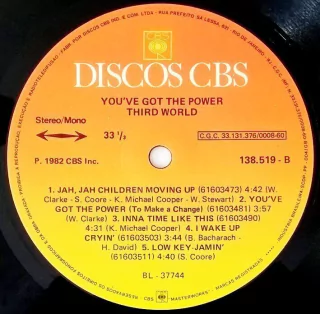 DISCOS CBS
YOU'VE GOT THE POWER
THIRD WORLD
Stereo/Mono
33 1/3
C.G.C. 33.131.376/0008-60
P. 1982 CBS Inc.
138.519 - B
1. JAH, JAH CHILDREN MOVING UP (61603473) 4:42 (W.
Clarke - S. Coore - K. Michael Cooper - W. Stewart) 2. YOU'VE
GOT THE POWER (To Make a Change) (61603481) 3:57
(W. Clarke) 3. INNA TIME LIKE THIS (61603490)
4:31 (K. Michael Cooper) 4. I WAKE UP
CRYIN' (61603503) 3:44 (B. Bacharach -
H. David) 5. LOW KEY-JAMIN'
(61603511) 4:40 (S. Coore)
BL - 37744
CBS "MASTERWORKS"